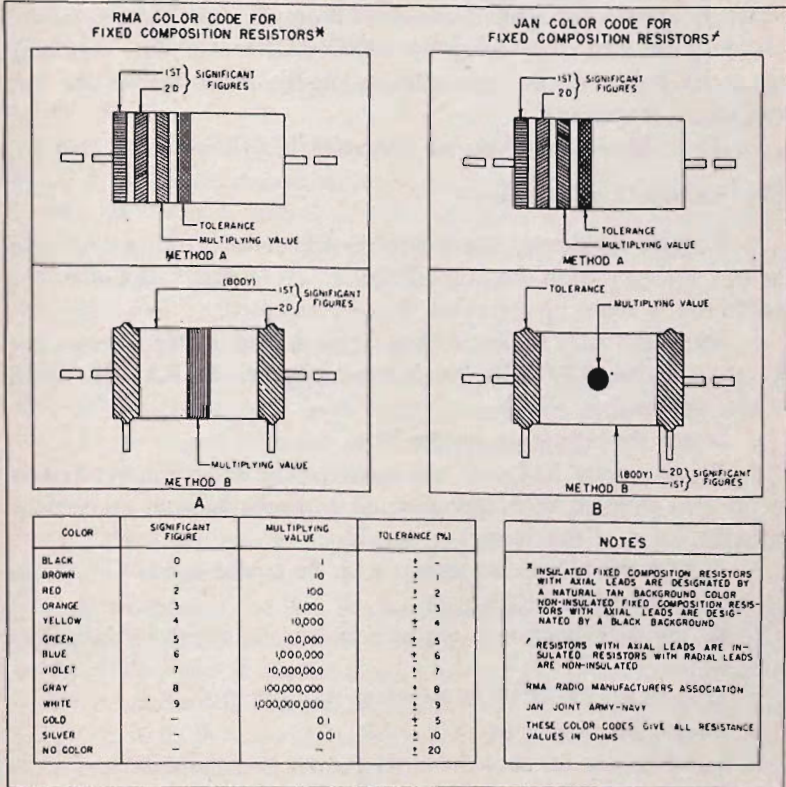 RMA COLOR CODE FOR
FIXED COMPOSITION RESISTORS*
1ST } SIGNIFICANT
2D } FIGURES
TOLERANCE
MULTIPLYING VALUE
METHOD A
(BODY)
1ST } SIGNIFICANT
2D } FIGURES
MULTIPLYING VALUE
METHOD B
A
JAN COLOR CODE FOR
FIXED COMPOSITION RESISTORS≠
1ST } SIGNIFICANT
2D } FIGURES
TOLERANCE
MULTIPLYING VALUE
METHOD A
TOLERANCE
MULTIPLYING VALUE
2D } SIGNIFICANT
(BODY) 1ST } FIGURES
METHOD B
B
COLOR SIGNIFICANT FIGURE MULTIPLYING VALUE TOLERANCE (%)
BLACK 0 ±
BROWN 1 10 ± 1
RED 2 100 ± 2
ORANGE 3 1,000 ± 3
YELLOW 4 10,000 ± 4
GREEN 5 100,000 ± 5
BLUE 6 1,000,000 ± 6
VIOLET 7 10,000,000 ± 7
GRAY 8 100,000,000 ± 8
WHITE 9 1,000,000,000 ± 9
GOLD — 0.1 ± 5
SILVER — 0.01 ± 10
NO COLOR — — ± 20
NOTES
* INSULATED FIXED COMPOSITION RESISTORS
WITH AXIAL LEADS ARE DESIGNATED BY
A NATURAL TAN BACKGROUND COLOR
NON-INSULATED FIXED COMPOSITION RESIS-
TORS WITH AXIAL LEADS ARE DESIG-
NATED BY A BLACK BACKGROUND
RESISTORS WITH AXIAL LEADS ARE IN-
SULATED RESISTORS WITH RADIAL LEADS
ARE NON-INSULATED
RMA RADIO MANUFACTURERS ASSOCIATION
JAN JOINT ARMY-NAVY
THESE COLOR CODES GIVE ALL RESISTANCE
VALUES IN OHMS